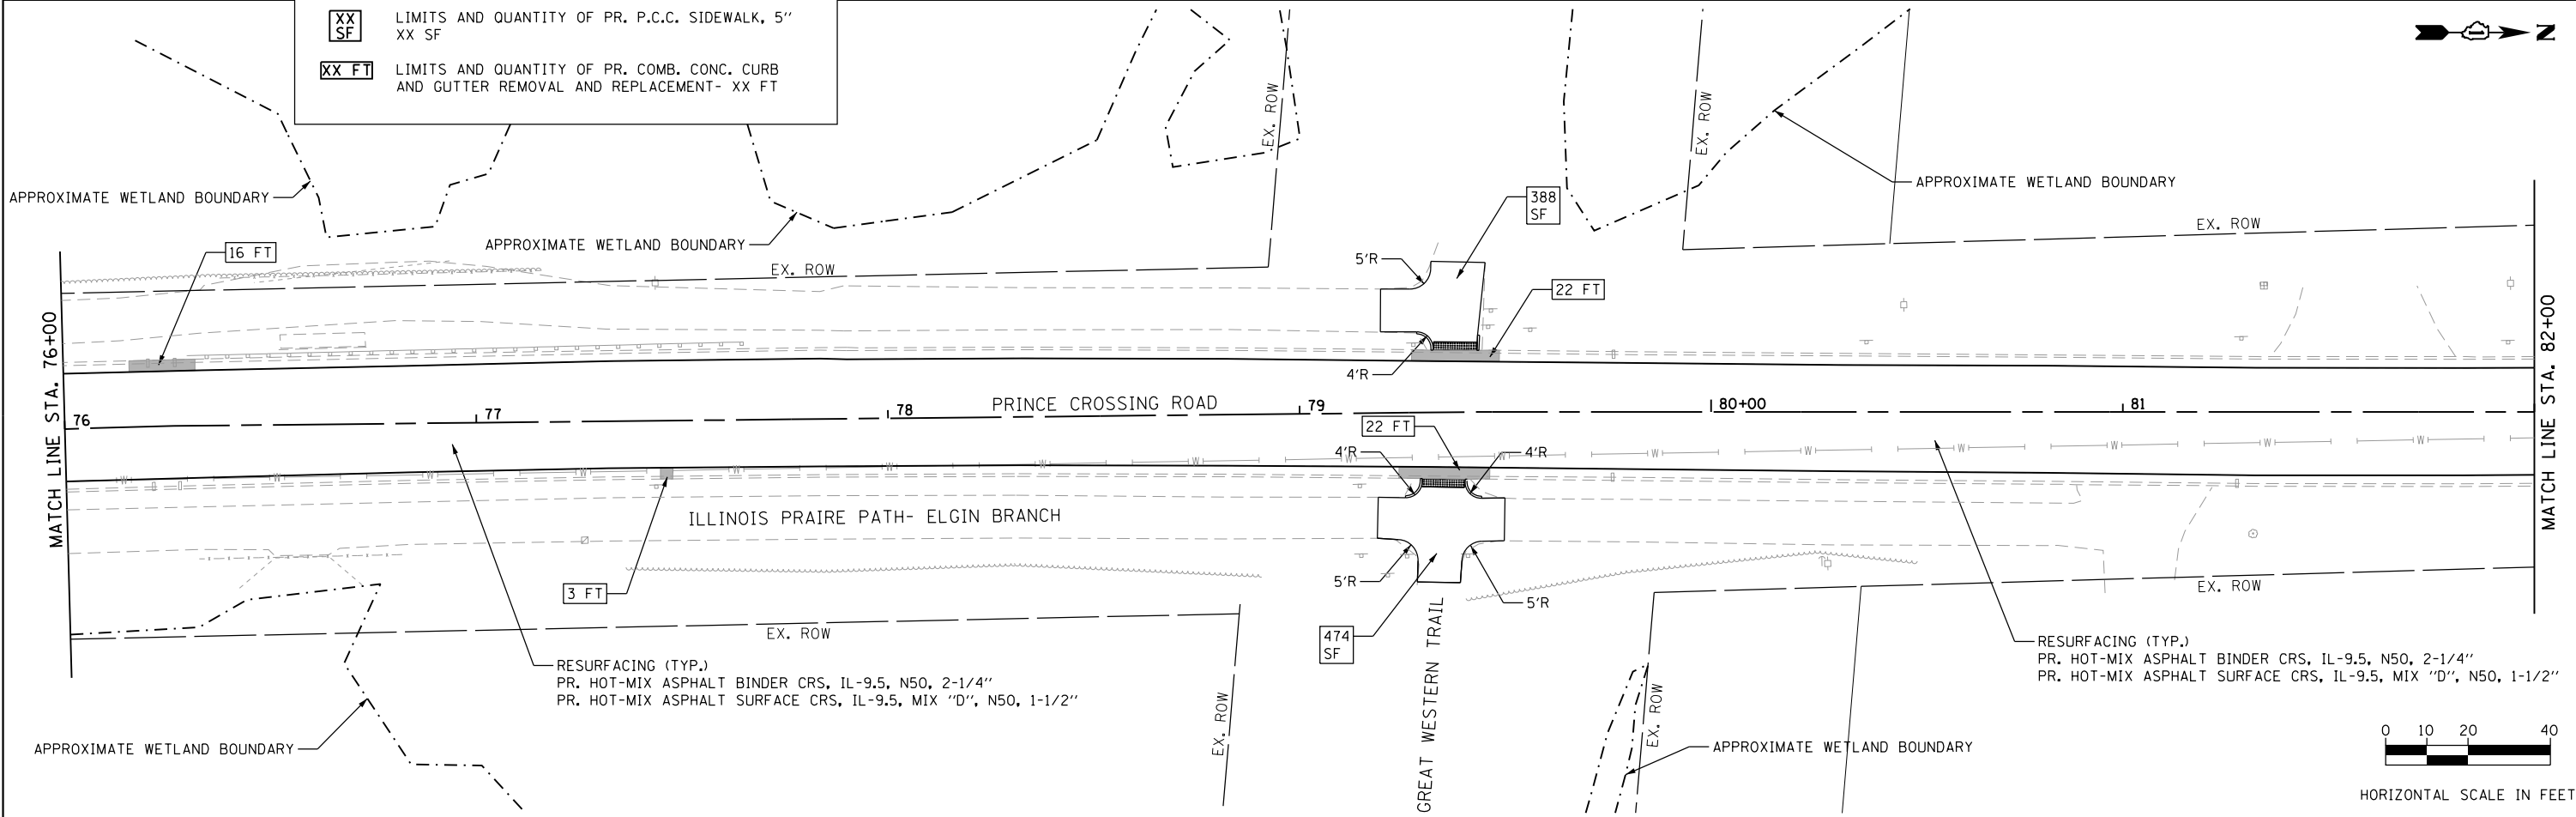 XX
SF
LIMITS AND QUANTITY OF PR. P.C.C. SIDEWALK, 5"
XX SF
XX FT
LIMITS AND QUANTITY OF PR. COMB. CONC. CURB
AND GUTTER REMOVAL AND REPLACEMENT- XX FT
N
EX. ROW
EX. ROW
APPROXIMATE WETLAND BOUNDARY
APPROXIMATE WETLAND BOUNDARY
388
SF
EX. ROW
APPROXIMATE WETLAND BOUNDARY
16 FT
5'R
EX. ROW
22 FT
MATCH LINE STA. 76+00
MATCH LINE STA. 82+00
4'R
76
77
78
PRINCE CROSSING ROAD
79
80+00
81
22 FT
4'R
4'R
W W W W W W W W W W W W W W W W
ILLINOIS PRAIRE PATH- ELGIN BRANCH
3 FT
5'R
5'R
EX. ROW
EX. ROW
474
SF
GREAT WESTERN TRAIL
RESURFACING (TYP.)
PR. HOT-MIX ASPHALT BINDER CRS, IL-9.5, N50, 2-1/4"
PR. HOT-MIX ASPHALT SURFACE CRS, IL-9.5, MIX "D", N50, 1-1/2"
RESURFACING (TYP.)
PR. HOT-MIX ASPHALT BINDER CRS, IL-9.5, N50, 2-1/4"
PR. HOT-MIX ASPHALT SURFACE CRS, IL-9.5, MIX "D", N50, 1-1/2"
EX. ROW
EX. ROW
APPROXIMATE WETLAND BOUNDARY
APPROXIMATE WETLAND BOUNDARY
0 10 20 40
HORIZONTAL SCALE IN FEET